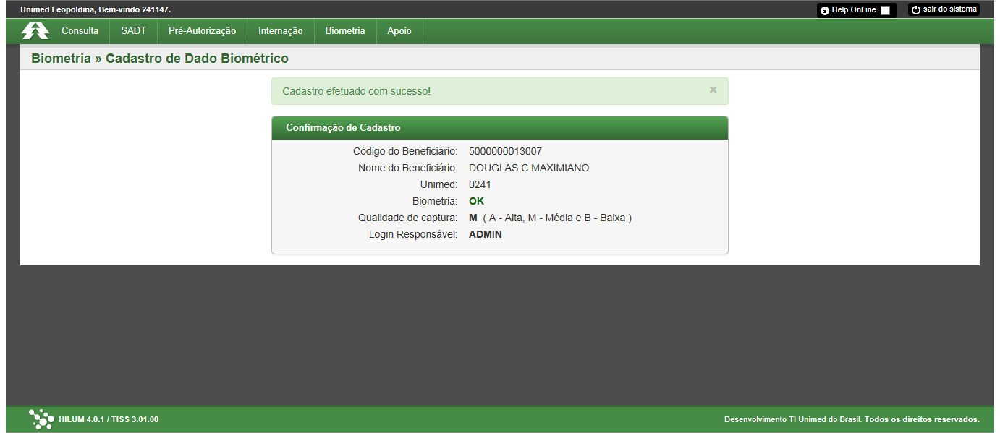 Unimed Leopoldina, Bem-vindo 241147.
Help OnLine
sair do sistema
Consulta SADT Pré-Autorização Internação Biometria Apoio
Biometria » Cadastro de Dado Biométrico
Cadastro efetuado com sucesso! ×
Confirmação de Cadastro
Código do Beneficiário: 5000000013007
Nome do Beneficiário: DOUGLAS C MAXIMIANO
Unimed: 0241
Biometria: OK
Qualidade de captura: M ( A - Alta, M - Média e B - Baixa )
Login Responsável: ADMIN
HILUM 4.0.1 / TISS 3.01.00
Desenvolvimento TI Unimed do Brasil. Todos os direitos reservados.